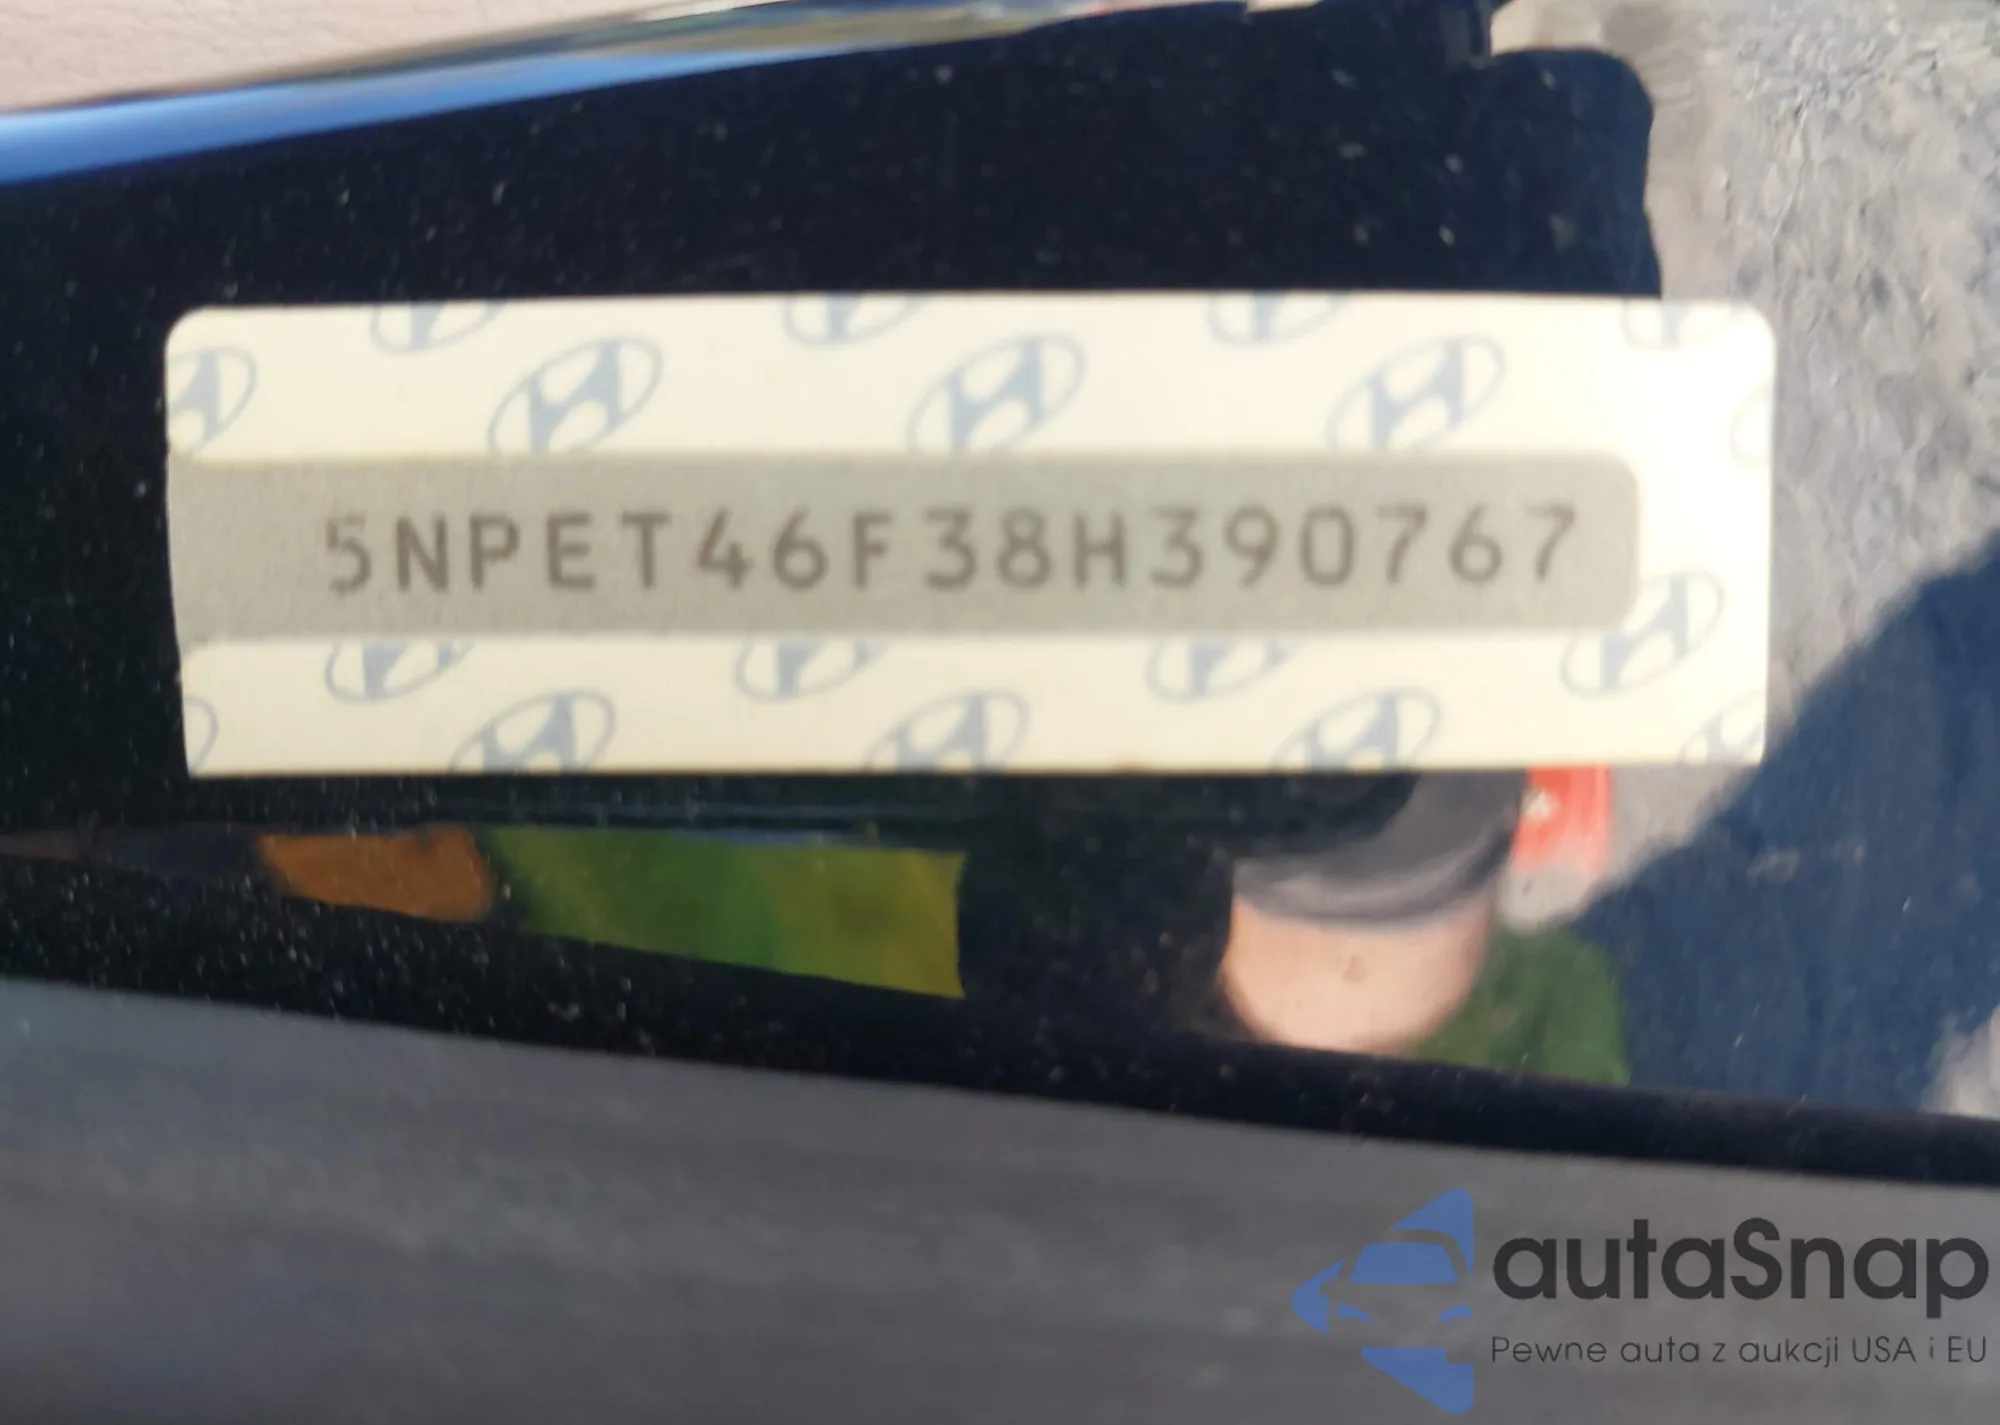 5NPET46F38H390767
autaSnap
Pewne auta z aukcji USA i EU